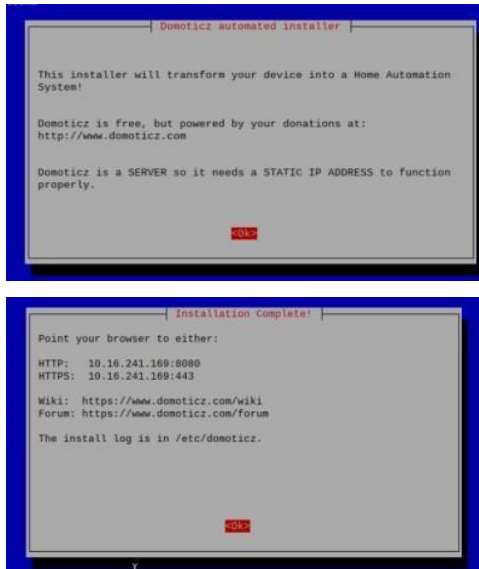 Domoticz automated installer
This installer will transform your device into a Home Automation
System!
Domoticz is free, but powered by your donations at:
http://www.domoticz.com
Domoticz is a SERVER so it needs a STATIC IP ADDRESS to function
properly.
<Ok>
Installation Complete!
Point your browser to either:
HTTP: 10.16.241.169:8080
HTTPS: 10.16.241.169:443
Wiki: https://www.domoticz.com/wiki
Forum: https://www.domoticz.com/forum
The install log is in /etc/domoticz.
<Ok>